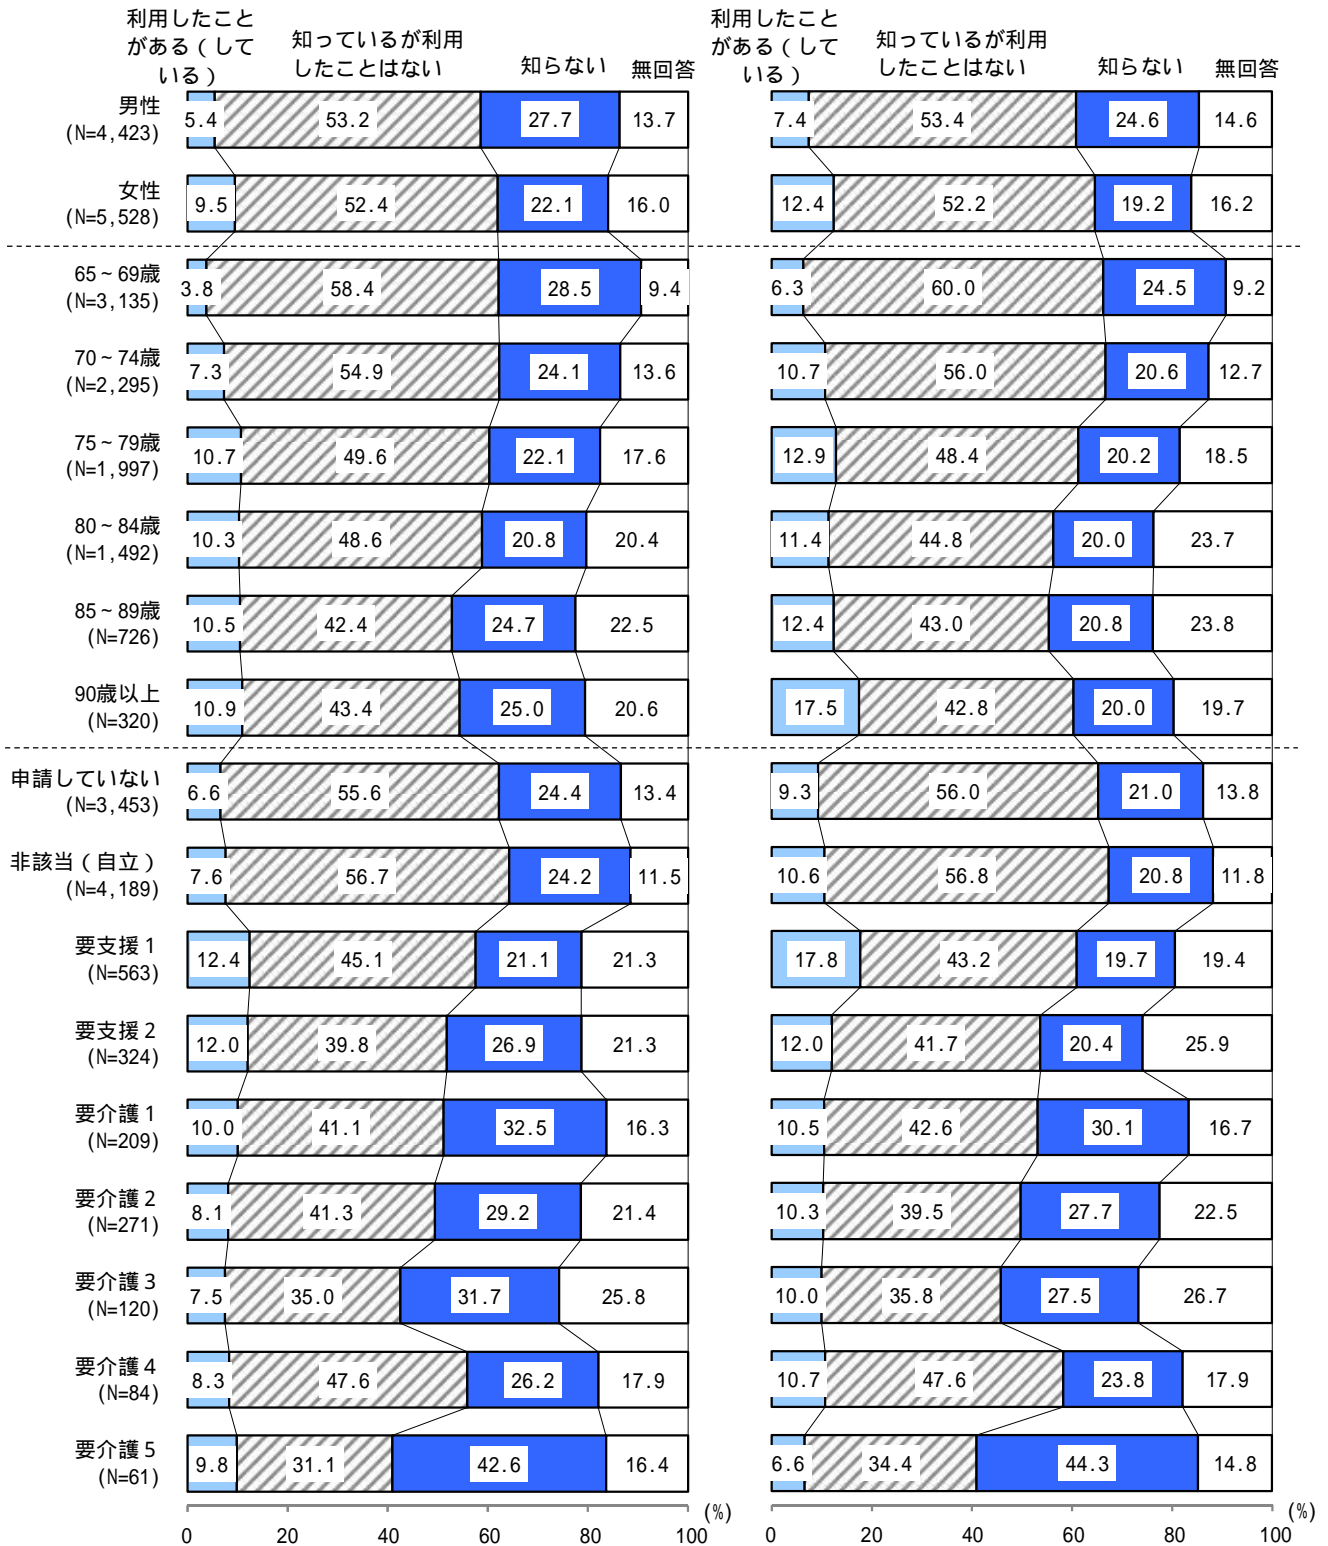 利用したこと
がある（して
いる）
知っているが利用
したことはない
知らない
無回答
利用したこと
がある（して
いる）
知っているが利用
したことはない
知らない
無回答
男性
(N=4,423)
5.4 53.2 27.7 13.7
7.4 53.4 24.6 14.6
女性
(N=5,528)
9.5 52.4 22.1 16.0
12.4 52.2 19.2 16.2
65～69歳
(N=3,135)
3.8 58.4 28.5 9.4
6.3 60.0 24.5 9.2
70～74歳
(N=2,295)
7.3 54.9 24.1 13.6
10.7 56.0 20.6 12.7
75～79歳
(N=1,997)
10.7 49.6 22.1 17.6
12.9 48.4 20.2 18.5
80～84歳
(N=1,492)
10.3 48.6 20.8 20.4
11.4 44.8 20.0 23.7
85～89歳
(N=726)
10.5 42.4 24.7 22.5
12.4 43.0 20.8 23.8
90歳以上
(N=320)
10.9 43.4 25.0 20.6
17.5 42.8 20.0 19.7
申請していない
(N=3,453)
6.6 55.6 24.4 13.4
9.3 56.0 21.0 13.8
非該当（自立）
(N=4,189)
7.6 56.7 24.2 11.5
10.6 56.8 20.8 11.8
要支援１
(N=563)
12.4 45.1 21.1 21.3
17.8 43.2 19.7 19.4
要支援２
(N=324)
12.0 39.8 26.9 21.3
12.0 41.7 20.4 25.9
要介護１
(N=209)
10.0 41.1 32.5 16.3
10.5 42.6 30.1 16.7
要介護２
(N=271)
8.1 41.3 29.2 21.4
10.3 39.5 27.7 22.5
要介護３
(N=120)
7.5 35.0 31.7 25.8
10.0 35.8 27.5 26.7
要介護４
(N=84)
8.3 47.6 26.2 17.9
10.7 47.6 23.8 17.9
要介護５
(N=61)
9.8 31.1 42.6 16.4
6.6 34.4 44.3 14.8
0 20 40 60 80 100 (%)
0 20 40 60 80 100 (%)